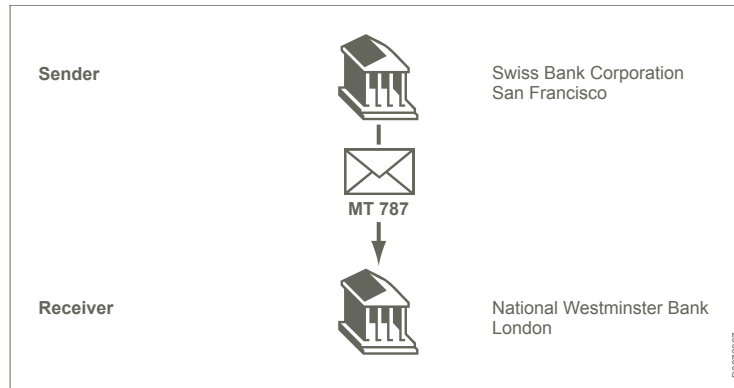 Sender
Swiss Bank Corporation
San Francisco
MT 787
Receiver
National Westminster Bank
London